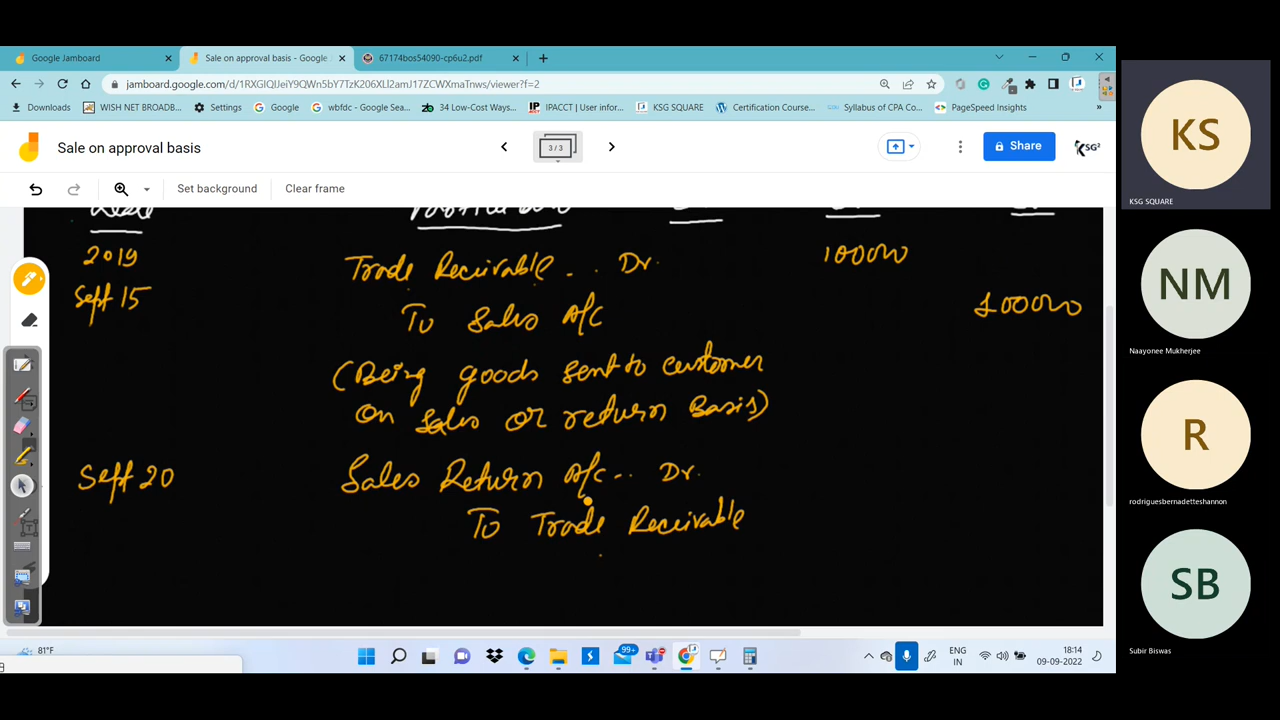 Google Jamboard
Sale on approval basis - Google J
67174bos54090-cp6u2.pdf
jamboard.google.com/d/1RXGlQlJeiY9QWn5bY7TzK206XLl2amJ17ZCWXmaTnws/viewer?f=2
Downloads
WISH NET BROADB...
Settings
Google
wbfdc - Google Sea...
34 Low-Cost Ways...
IPACCT | User infor...
KSG SQUARE
Certification Course...
Syllabus of CPA Co...
PageSpeed Insights
Sale on approval basis
3 / 3
Share
KSG2
Set background
Clear frame
2019 Trade Receivable .. Dr. 100000
Sept 15 To Sales A/c 100000
(Being goods sent to customer
on sales or return Basis)
Sept 20 Sales Return A/c .. Dr.
To Trade Receivable
KS
KSG SQUARE
NM
Naayonee Mukherjee
R
rodriguesbernadetteshannon
SB
Subir Biswas
81°F
99+
ENG
IN
18:14
09-09-2022